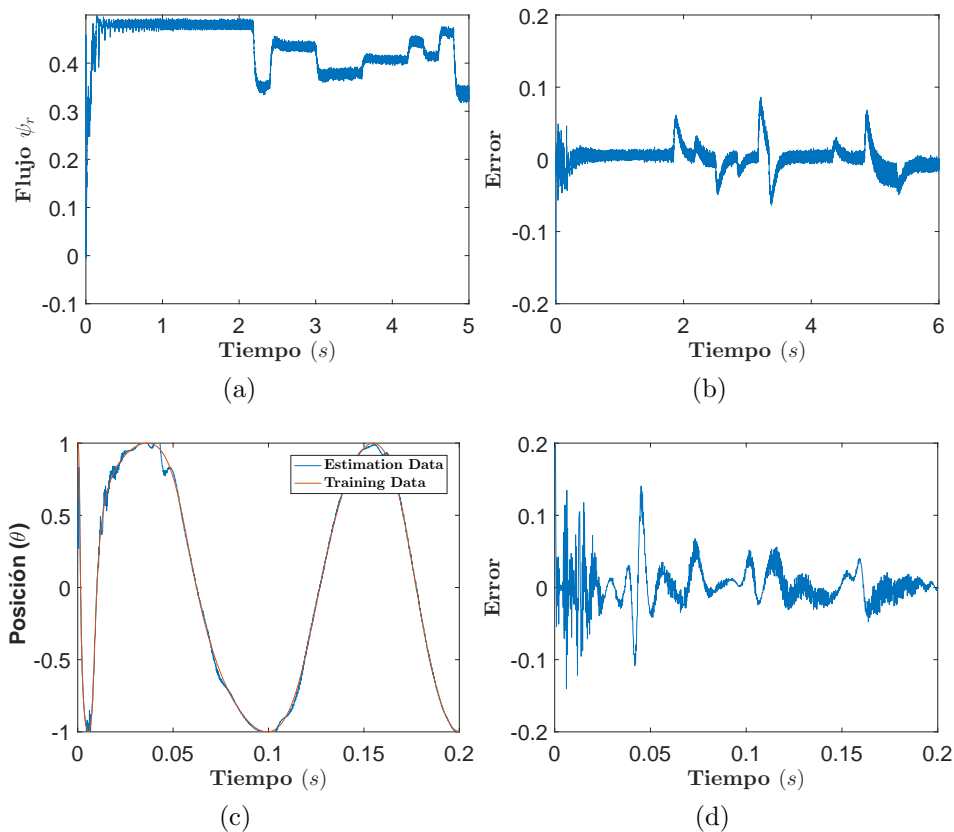 0.4
0.3
0.2
0.1
0
-0.1
Flujo ψr
0 1 2 3 4 5
Tiempo (s)
(a)
0.2
0.1
0
-0.1
-0.2
Error
0 2 4 6
Tiempo (s)
(b)
1
0.5
0
-0.5
-1
Posición (θ)
Estimation Data
Training Data
0 0.05 0.1 0.15 0.2
Tiempo (s)
(c)
0.2
0.1
0
-0.1
-0.2
Error
0 0.05 0.1 0.15 0.2
Tiempo (s)
(d)